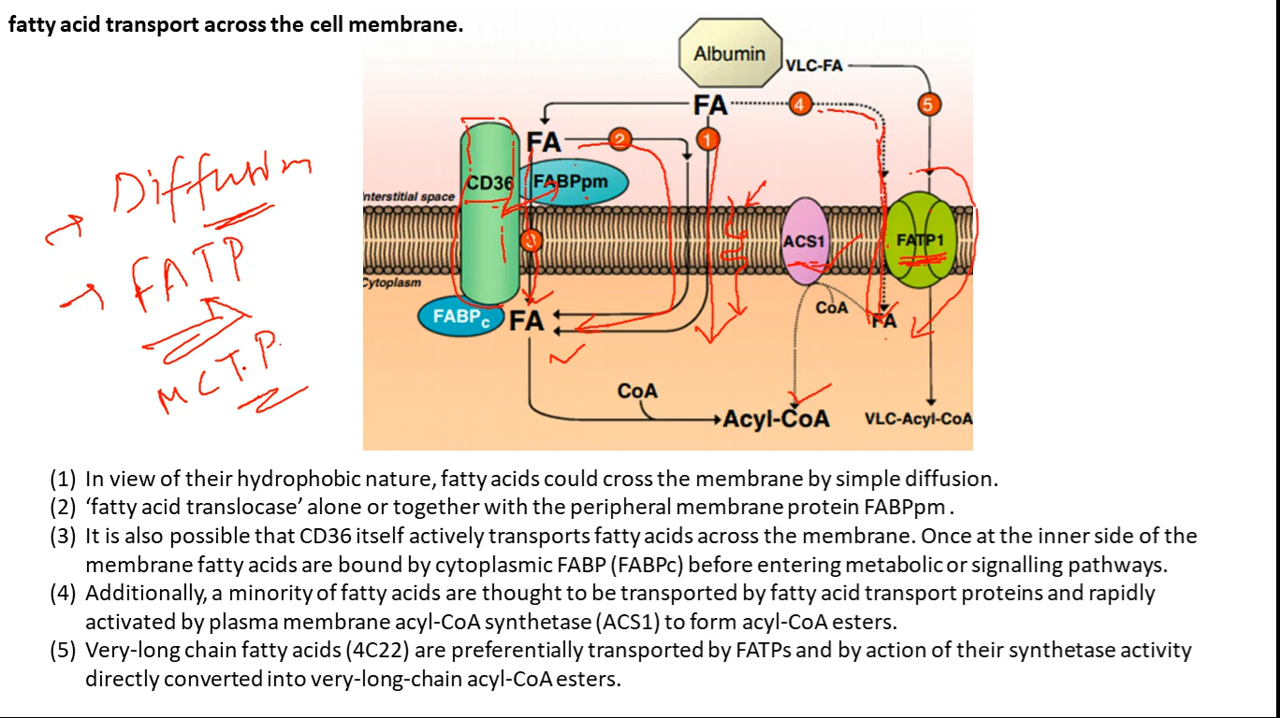 fatty acid transport across the cell membrane.
Albumin
VLC-FA
FA
4
5
FA
2
1
CD36
FABPpm
nterstitial space
ACS1
FATP1
3
Cytoplasm
CoA
FABPc
FA
FA
CoA
Acyl-CoA
VLC-Acyl-CoA
→ Diffusion
→ FATP
M C T.P.
(1) In view of their hydrophobic nature, fatty acids could cross the membrane by simple diffusion.
(2) ‘fatty acid translocase’ alone or together with the peripheral membrane protein FABPpm .
(3) It is also possible that CD36 itself actively transports fatty acids across the membrane. Once at the inner side of the
membrane fatty acids are bound by cytoplasmic FABP (FABPc) before entering metabolic or signalling pathways.
(4) Additionally, a minority of fatty acids are thought to be transported by fatty acid transport proteins and rapidly
activated by plasma membrane acyl-CoA synthetase (ACS1) to form acyl-CoA esters.
(5) Very-long chain fatty acids (4C22) are preferentially transported by FATPs and by action of their synthetase activity
directly converted into very-long-chain acyl-CoA esters.